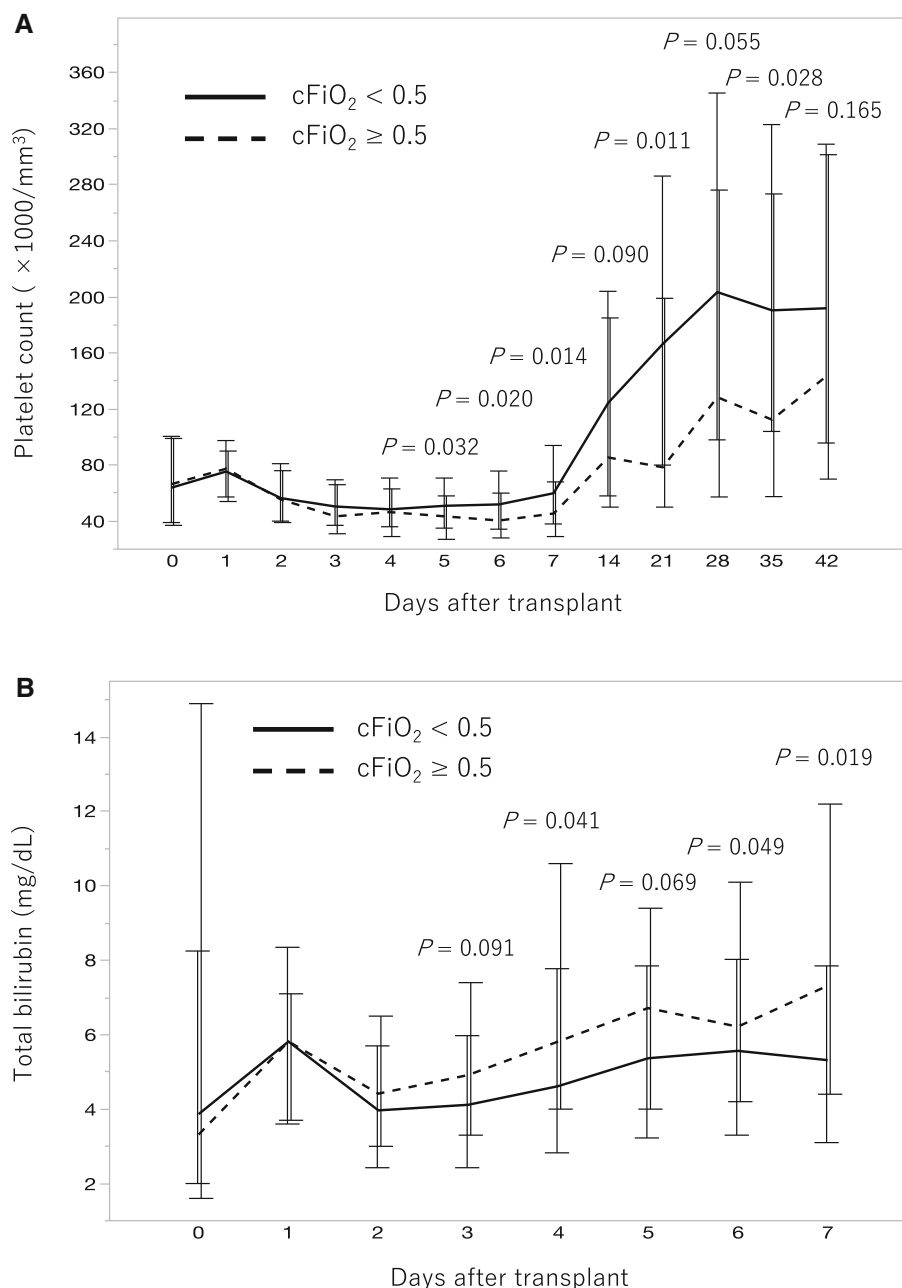 A
P = 0.055
P = 0.028
P = 0.165
P = 0.011
P = 0.090
P = 0.014
P = 0.020
P = 0.032
cFiO₂ < 0.5
cFiO₂ ≥ 0.5
Platelet count ( ×1000/mm³)
360
320
280
240
200
160
120
80
40
0 1 2 3 4 5 6 7 14 21 28 35 42
Days after transplant
B
cFiO₂ < 0.5
cFiO₂ ≥ 0.5
P = 0.019
P = 0.041
P = 0.049
P = 0.069
P = 0.091
Total bilirubin (mg/dL)
14
12
10
8
6
4
2
0 1 2 3 4 5 6 7
Days after transplant